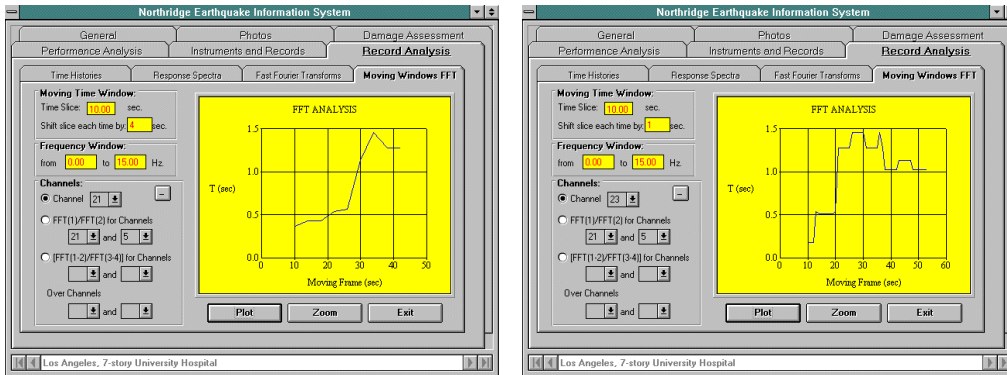 Northridge Earthquake Information System
General Photos Damage Assessment
Performance Analysis Instruments and Records Record Analysis
Time Histories Response Spectra Fast Fourier Transforms Moving Windows FFT
Moving Time Window:
Time Slice: 10.00 sec.
Shift slice each time by: 4 sec.
Frequency Window:
from 0.00 to 15.00 Hz.
Channels:
Channel 21
FFT(1)/FFT(2) for Channels
21 and 5
[FFT(1-2)/FFT(3-4)] for Channels
and
Over Channels
and
FFT ANALYSIS
1.5
1.0
T (sec)
0.5
0.0
0 10 20 30 40 50
Moving Frame (sec)
Plot Zoom Exit
Los Angeles, 7-story University Hospital
Northridge Earthquake Information System
General Photos Damage Assessment
Performance Analysis Instruments and Records Record Analysis
Time Histories Response Spectra Fast Fourier Transforms Moving Windows FFT
Moving Time Window:
Time Slice: 10.00 sec.
Shift slice each time by: 1 sec.
Frequency Window:
from 0.00 to 15.00 Hz.
Channels:
Channel 23
FFT(1)/FFT(2) for Channels
21 and 5
[FFT(1-2)/FFT(3-4)] for Channels
and
Over Channels
and
FFT ANALYSIS
1.5
1.0
T (sec)
0.5
0.0
0 10 20 30 40 50 60
Moving Frame (sec)
Plot Zoom Exit
Los Angeles, 7-story University Hospital